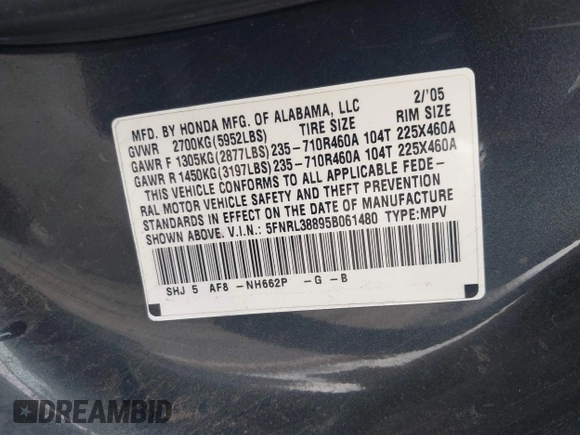 MFD. BY HONDA MFG. OF ALABAMA, LLC 2/'05
GVWR 2700KG(5952LBS) TIRE SIZE RIM SIZE
GAWR F 1305KG(2877LBS)235-710R460A 104T 225X460A
GAWR R 1450KG(3197LBS)235-710R460A 104T 225X460A
THIS VEHICLE CONFORMS TO ALL APPLICABLE FEDE-
RAL MOTOR VEHICLE SAFETY AND THEFT PREVENTION
STANDARDS IN EFFECT ON THE DATE OF MANUFACTURE
SHOWN ABOVE. V.I.N.: 5FNRL38895B061480 TYPE:MPV
SHJ 5 AF8 -NH662P -G -B
DREAMBID